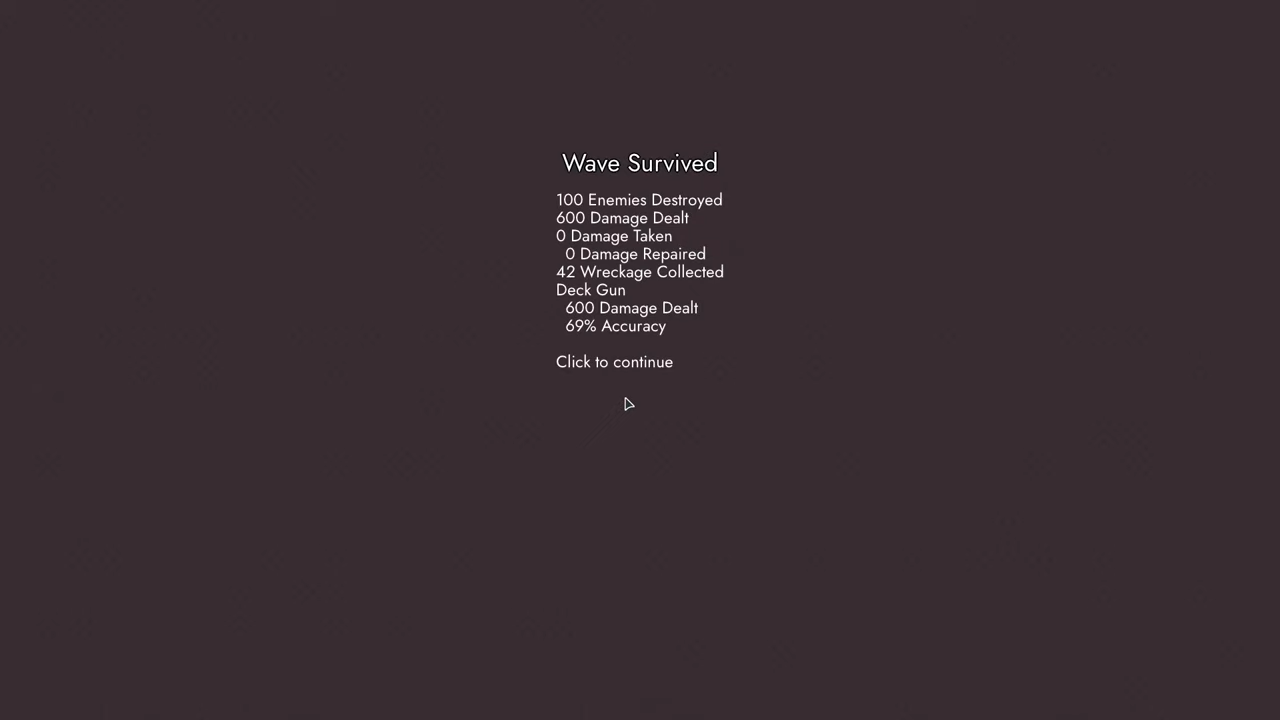 Wave Survived
100 Enemies Destroyed
600 Damage Dealt
0 Damage Taken
0 Damage Repaired
42 Wreckage Collected
Deck Gun
600 Damage Dealt
69% Accuracy
Click to continue